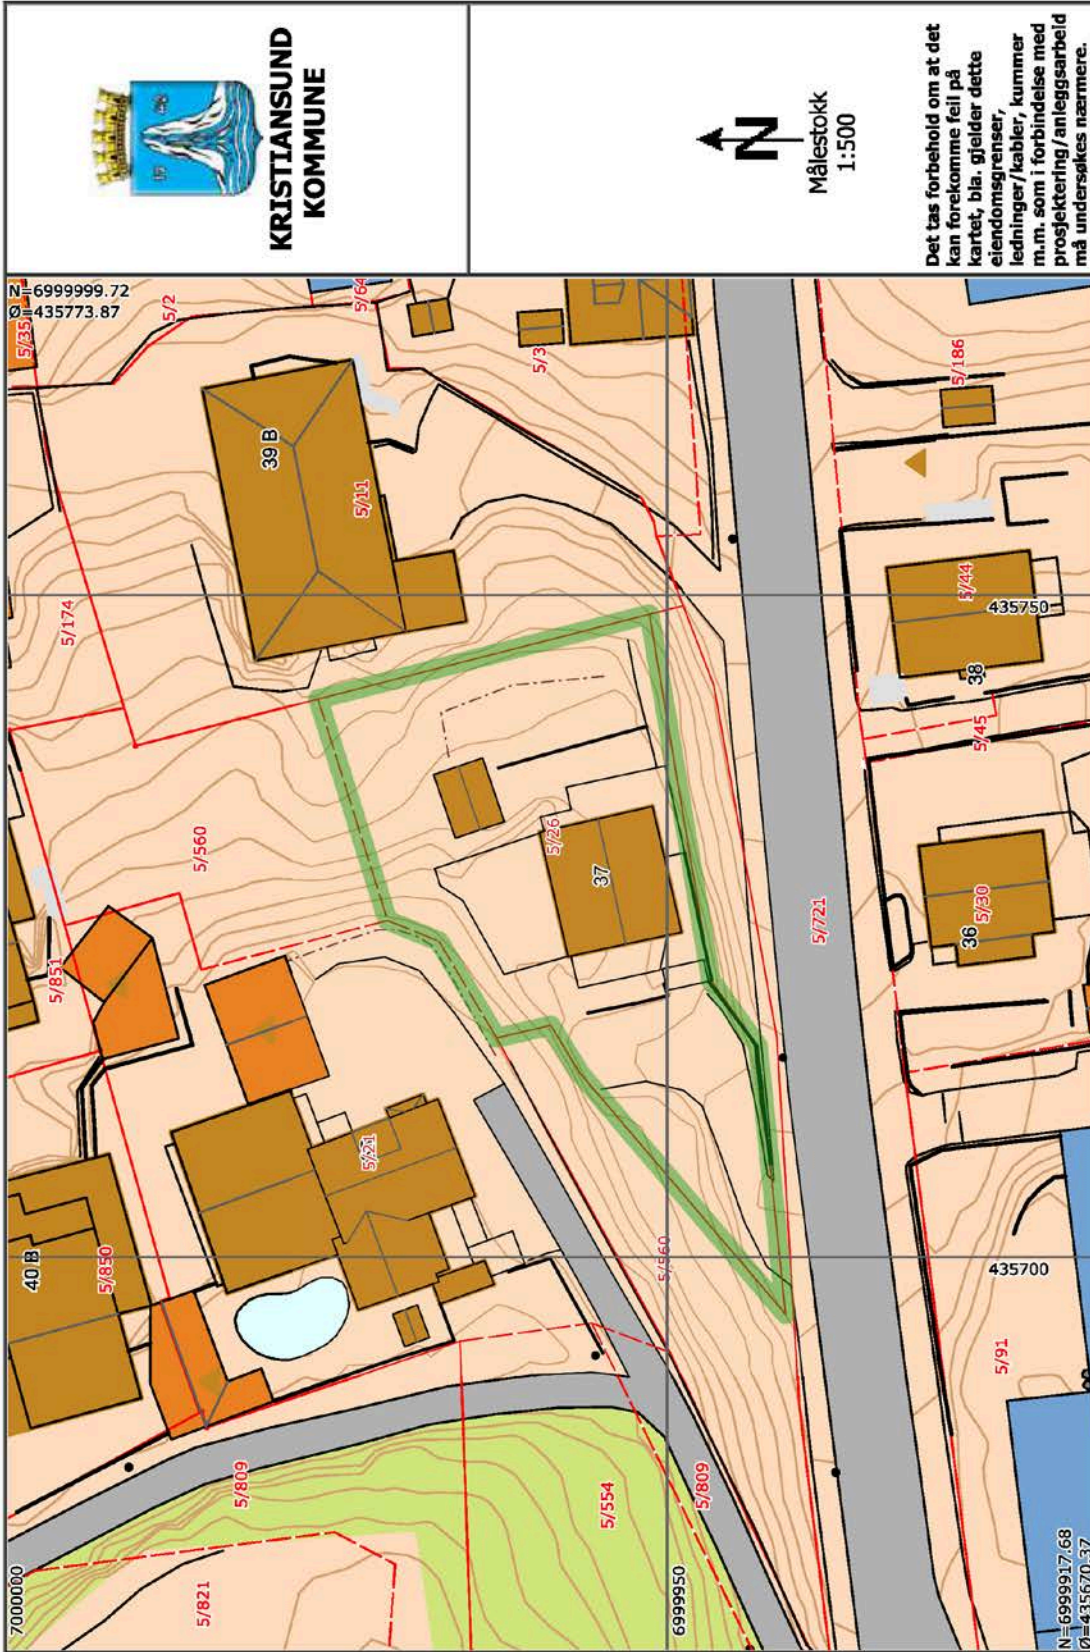 KRISTIANSUND
KOMMUNE
N
Målestokk
1:500
Det tas forbehold om at det
kan forekomme feil på
kartet, bla. gjelder dette
eiendomsgrenser,
ledninger/kabler, kummer
m.m. som i forbindelse med
prosjektering/anleggsarbeid
må undersøkes nærmere.
N=6999999.72
Ø=435773.87
5/35
5/2
5/64
5/3
5/186
39 B
5/11
5/174
5/44
435750
38
5/45
5/560
5/26
37
5/721
36
5/30
5/851
5/21
40 B
5/850
5/560
435700
5/91
5/809
5/554
5/809
5/821
7000000
6999950
N=6999917.68
Ø=435670.37